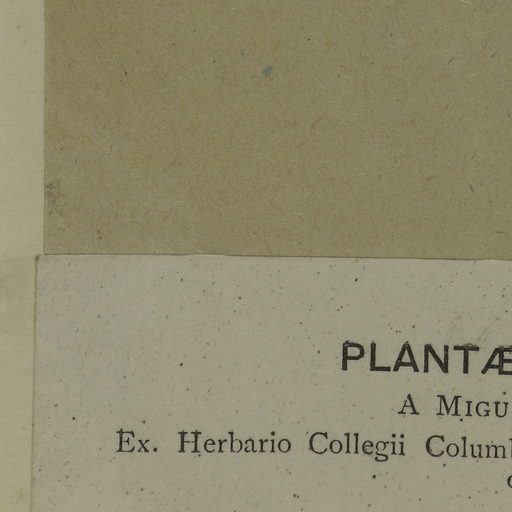 PLANTÆ
A MIGU
Ex. Herbario Collegii Colum